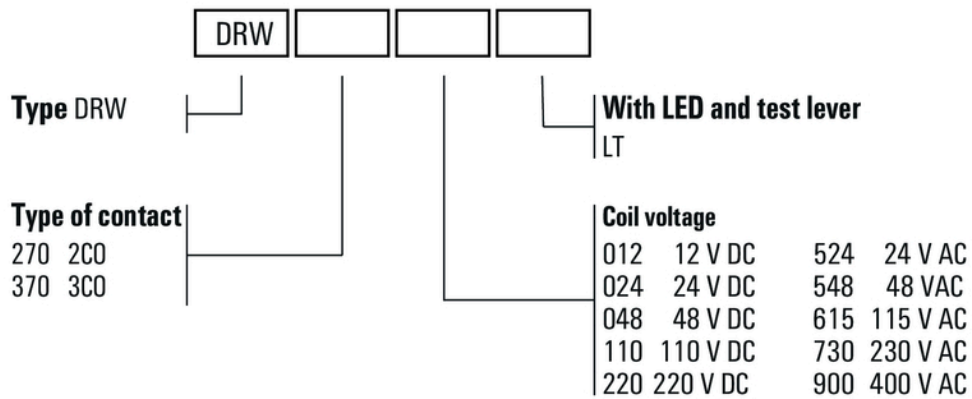 DRW
Type DRW
With LED and test lever
LT
Type of contact
270 2CO
370 3CO
Coil voltage
012 12 V DC 524 24 V AC
024 24 V DC 548 48 VAC
048 48 V DC 615 115 V AC
110 110 V DC 730 230 V AC
220 220 V DC 900 400 V AC